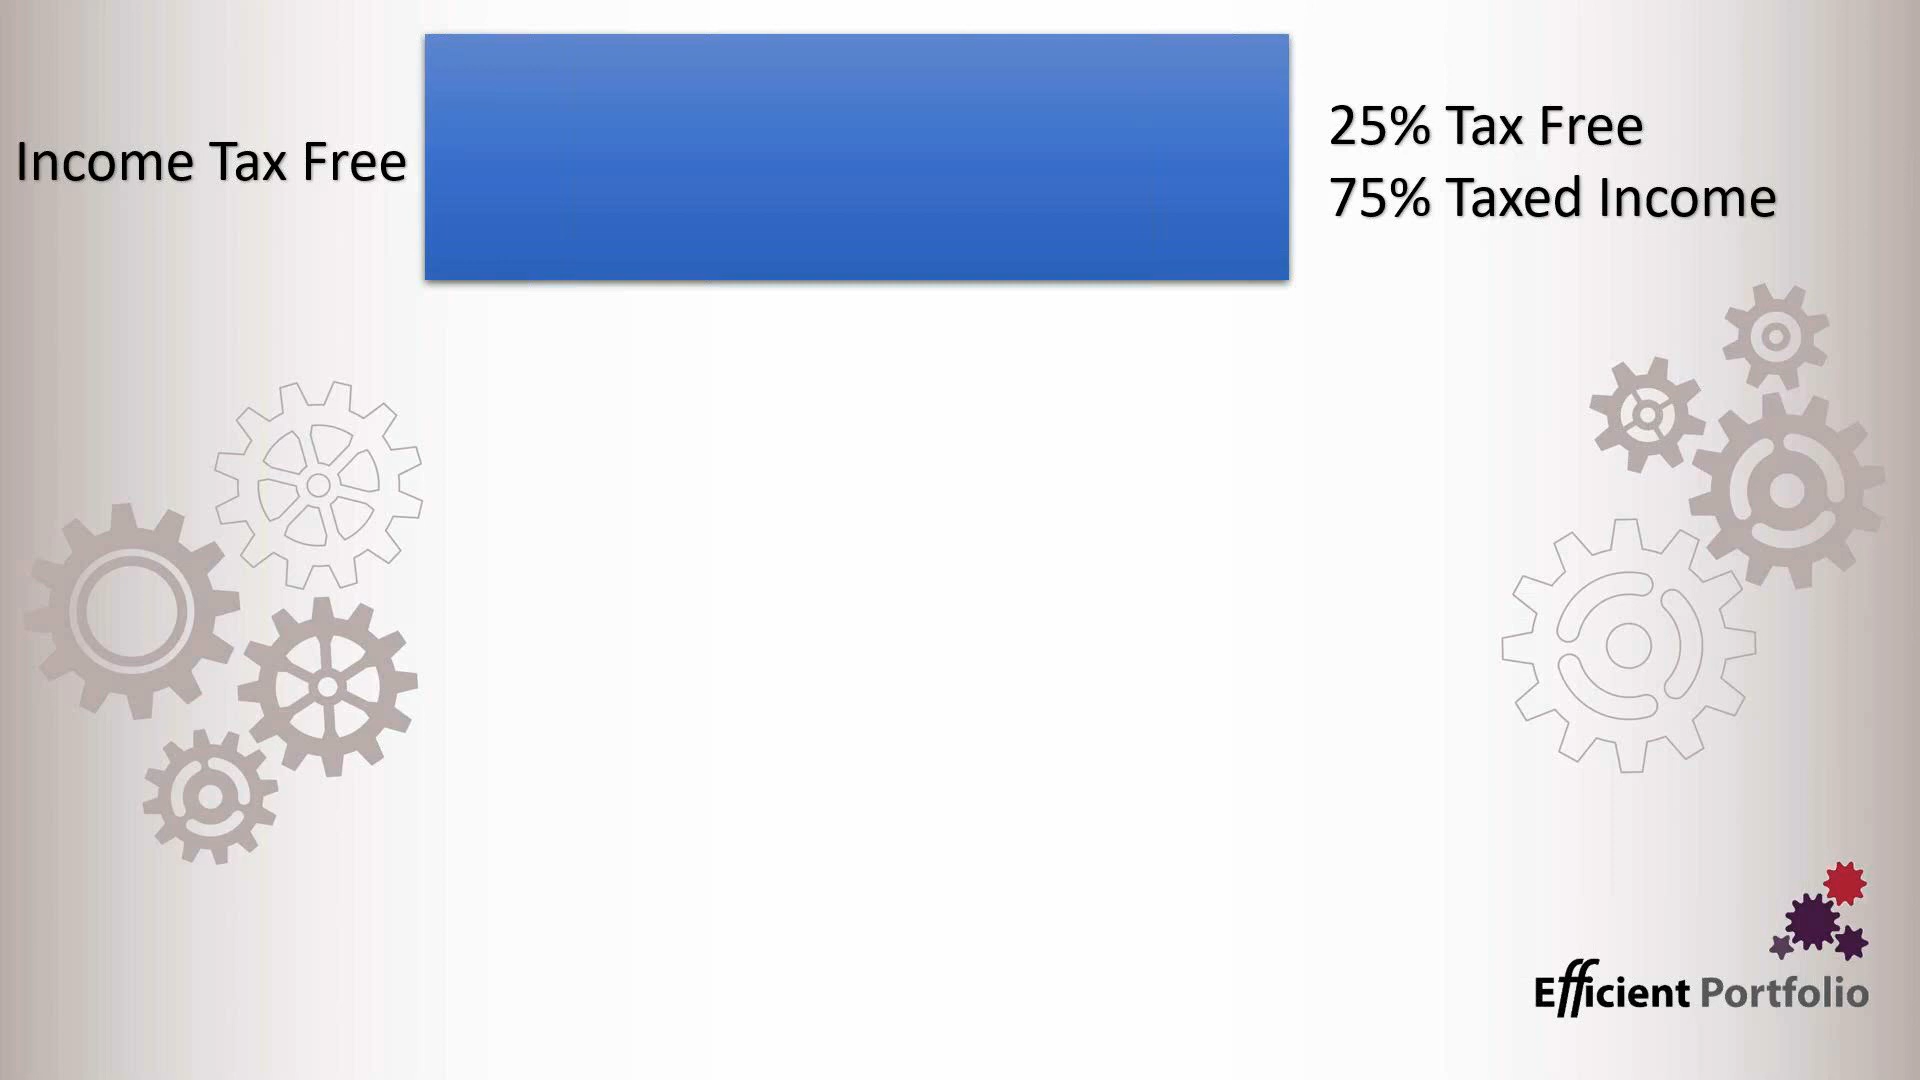 Income Tax Free
25% Tax Free
75% Taxed Income
Efficient Portfolio